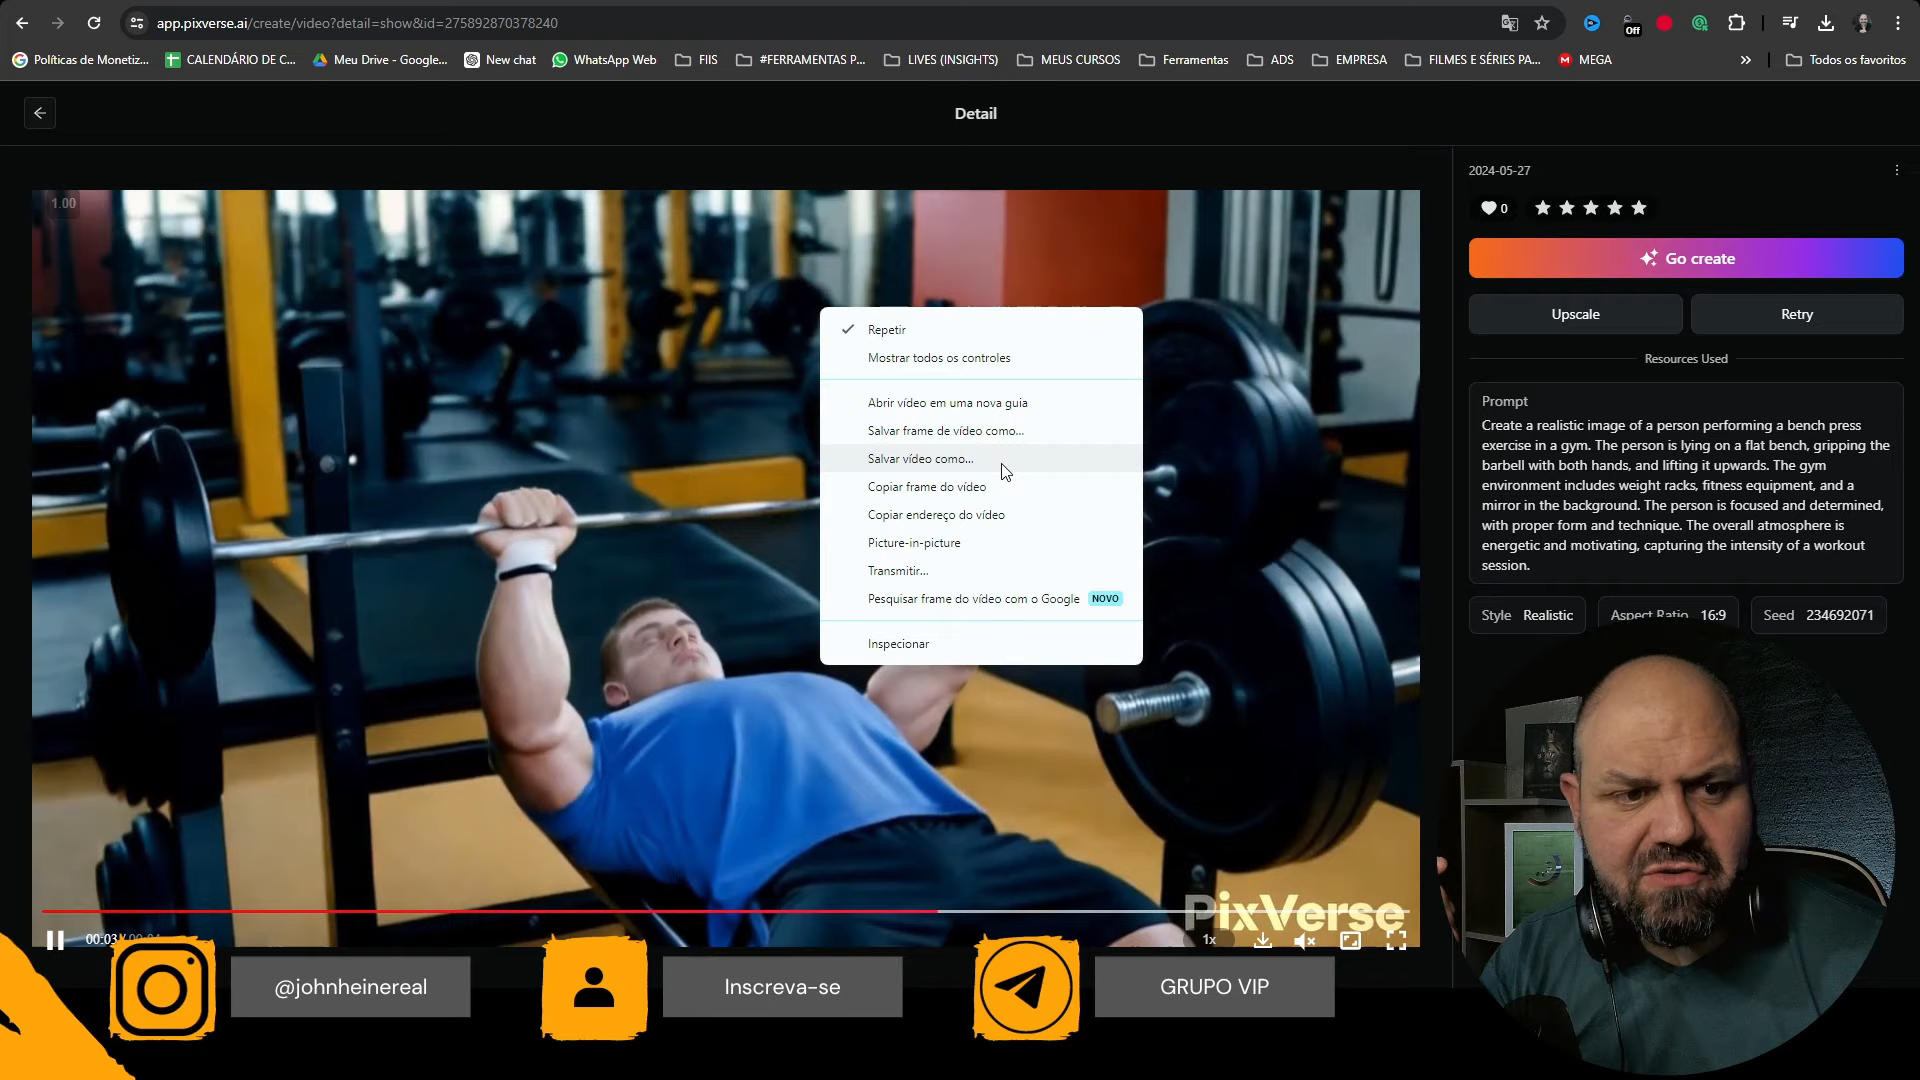 app.pixverse.ai/create/video?detail=show&id=275892870378240
Off
Políticas de Monetiz...
CALENDÁRIO DE C...
Meu Drive - Google...
New chat
WhatsApp Web
FIIS
#FERRAMENTAS P...
LIVES (INSIGHTS)
MEUS CURSOS
Ferramentas
ADS
EMPRESA
FILMES E SÉRIES PA...
MEGA
Todos os favoritos
Detail
2024-05-27
0
Go create
Upscale
Retry
Resources Used
Prompt
Create a realistic image of a person performing a bench press
exercise in a gym. The person is lying on a flat bench, gripping the
barbell with both hands, and lifting it upwards. The gym
environment includes weight racks, fitness equipment, and a
mirror in the background. The person is focused and determined,
with proper form and technique. The overall atmosphere is
energetic and motivating, capturing the intensity of a workout
session.
Style Realistic
Aspect Ratio 16:9
Seed 234692071
1.00
Repetir
Mostrar todos os controles
Abrir vídeo em uma nova guia
Salvar frame de vídeo como...
Salvar vídeo como...
Copiar frame do vídeo
Copiar endereço do vídeo
Picture-in-picture
Transmitir...
Pesquisar frame do vídeo com o Google NOVO
Inspecionar
PixVerse
00:03 / 00:04
1x
@johnheinereal
Inscreva-se
GRUPO VIP